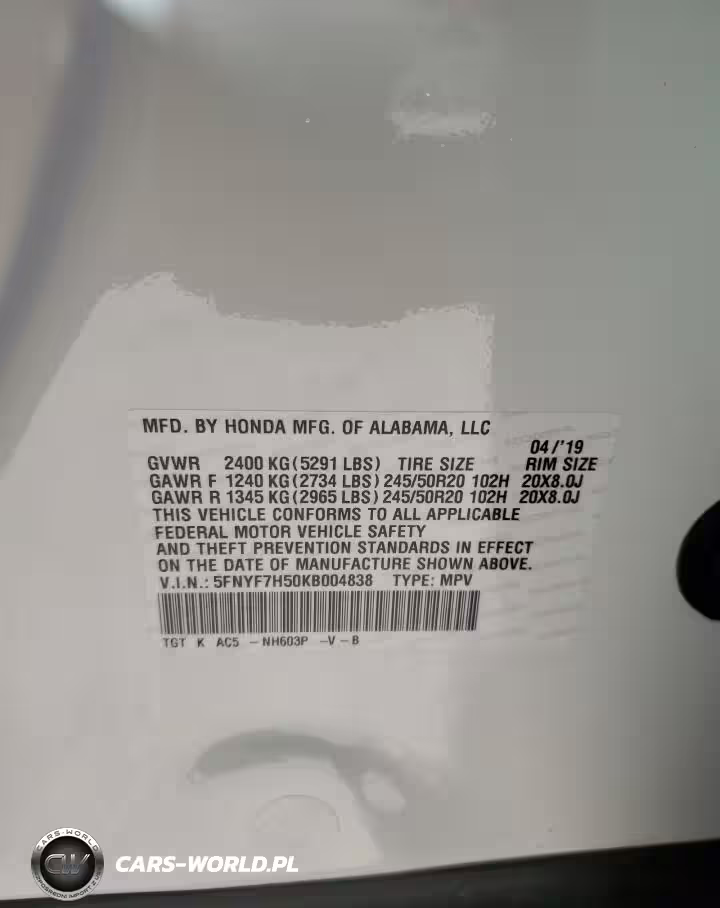 MFD. BY HONDA MFG. OF ALABAMA, LLC
04/'19
GVWR 2400 KG(5291 LBS) TIRE SIZE RIM SIZE
GAWR F 1240 KG(2734 LBS) 245/50R20 102H 20X8.0J
GAWR R 1345 KG(2965 LBS) 245/50R20 102H 20X8.0J
THIS VEHICLE CONFORMS TO ALL APPLICABLE
FEDERAL MOTOR VEHICLE SAFETY
AND THEFT PREVENTION STANDARDS IN EFFECT
ON THE DATE OF MANUFACTURE SHOWN ABOVE.
V.I.N.: 5FNYF7H50KB004838 TYPE: MPV
TGT K AC5 -NH603P -V-B
CARS-WORLD
CW
CARS-WORLD.PL